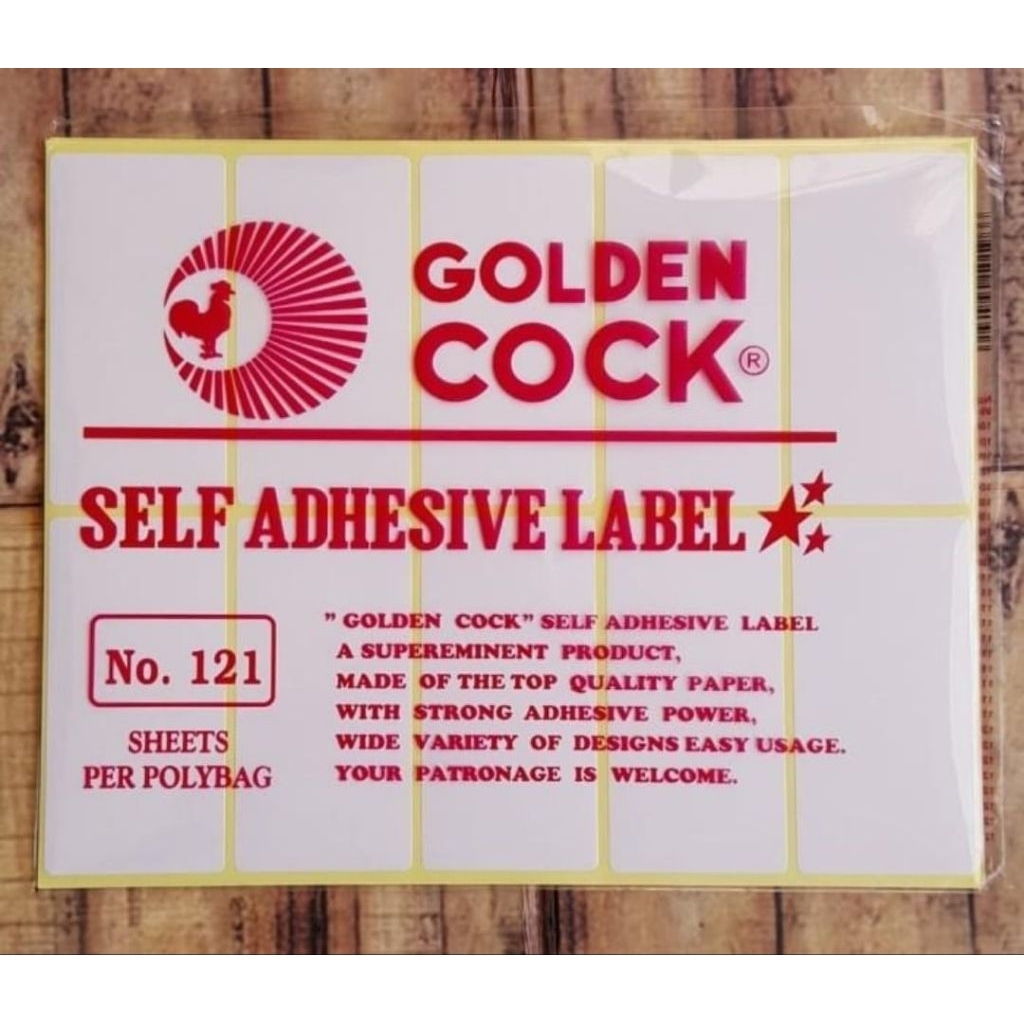 GOLDEN
COCK®
SELF ADHESIVE LABEL
No. 121
SHEETS
PER POLYBAG
" GOLDEN COCK" SELF ADHESIVE LABEL
A SUPEREMINENT PRODUCT,
MADE OF THE TOP QUALITY PAPER,
WITH STRONG ADHESIVE POWER,
WIDE VARIETY OF DESIGNS EASY USAGE.
YOUR PATRONAGE IS WELCOME.